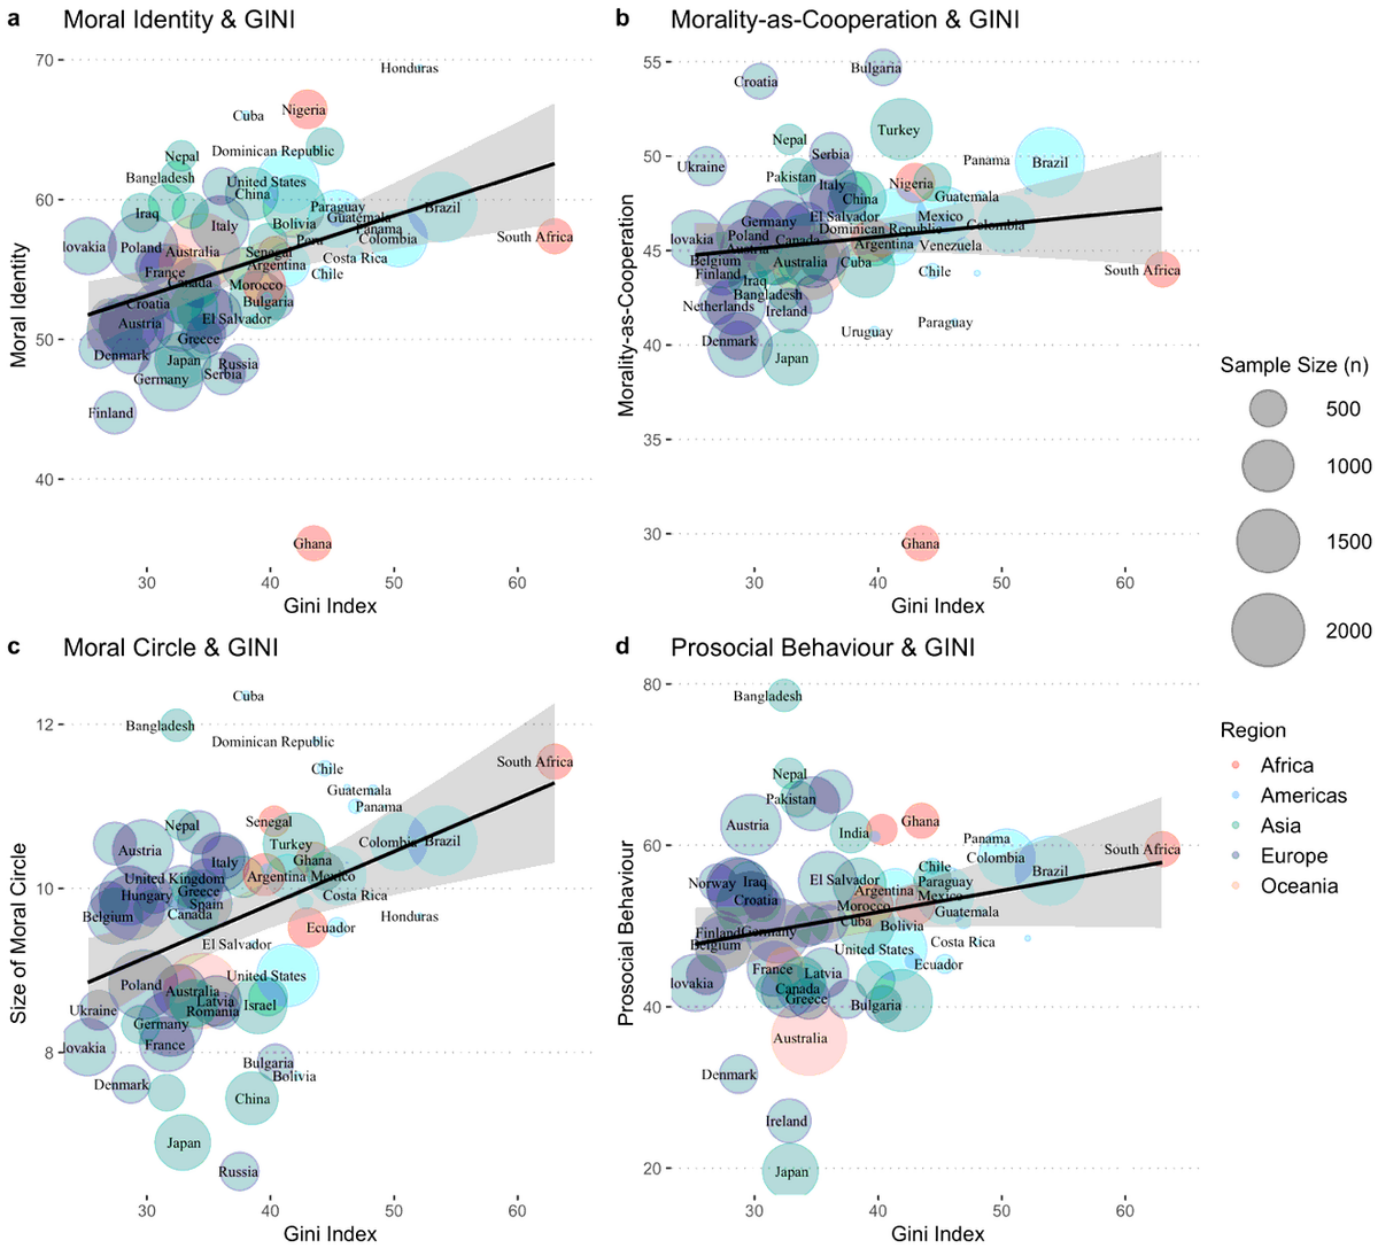 a Moral Identity & GINI
70
60
50
40
Moral Identity
Honduras
Cuba
Nigeria
Dominican Republic
Nepal
Bangladesh
United States
China
Iraq
Paraguay
Brazil
Guatemala
Bolivia
Italy
Panama
Peru
Colombia
South Africa
lovakia
Poland
Australia
Senegal
Costa Rica
Argentina
France
Chile
Canada
Morocco
Croatia
Bulgaria
Austria
El Salvador
Greece
Denmark
Japan
Russia
Serbia
Germany
Finland
Ghana
30 40 50 60
Gini Index
b Morality-as-Cooperation & GINI
55
50
45
40
35
30
Morality-as-Cooperation
Bulgaria
Croatia
Turkey
Nepal
Serbia
Panama
Brazil
Ukraine
Pakistan
Italy
Nigeria
China
Guatemala
El Salvador
Mexico
Germany
Dominican Republic
Colombia
Poland
lovakia
Canada
Austria
Argentina
Venezuela
Belgium
Australia
Cuba
Finland
Chile
South Africa
Iraq
Bangladesh
Netherlands
Ireland
Paraguay
Uruguay
Denmark
Japan
Ghana
30 40 50 60
Gini Index
Sample Size (n)
500
1000
1500
2000
c Moral Circle & GINI
12
10
8
Size of Moral Circle
Cuba
Bangladesh
Dominican Republic
Chile
South Africa
Guatemala
Panama
Senegal
Nepal
Turkey
Colombia
Brazil
Austria
Italy
Ghana
United Kingdom
Argentina
Mexico
Hungary
Greece
Costa Rica
Spain
Belgium
Canada
Honduras
Ecuador
El Salvador
United States
Poland
Australia
Latvia
Israel
Ukraine
Romania
Germany
France
lovakia
Bulgaria
Bolivia
Denmark
China
Japan
Russia
30 40 50 60
Gini Index
d Prosocial Behaviour & GINI
80
60
40
20
Prosocial Behaviour
Bangladesh
Nepal
Pakistan
Ghana
Austria
India
Panama
South Africa
Colombia
Chile
Brazil
Norway
Iraq
El Salvador
Paraguay
Argentina
Croatia
Mexico
Morocco
Guatemala
Cuba
Bolivia
Finland
Germany
Belgium
Costa Rica
United States
Ecuador
France
Latvia
lovakia
Canada
Greece
Bulgaria
Australia
Denmark
Ireland
Japan
30 40 50 60
Gini Index
Region
Africa
Americas
Asia
Europe
Oceania